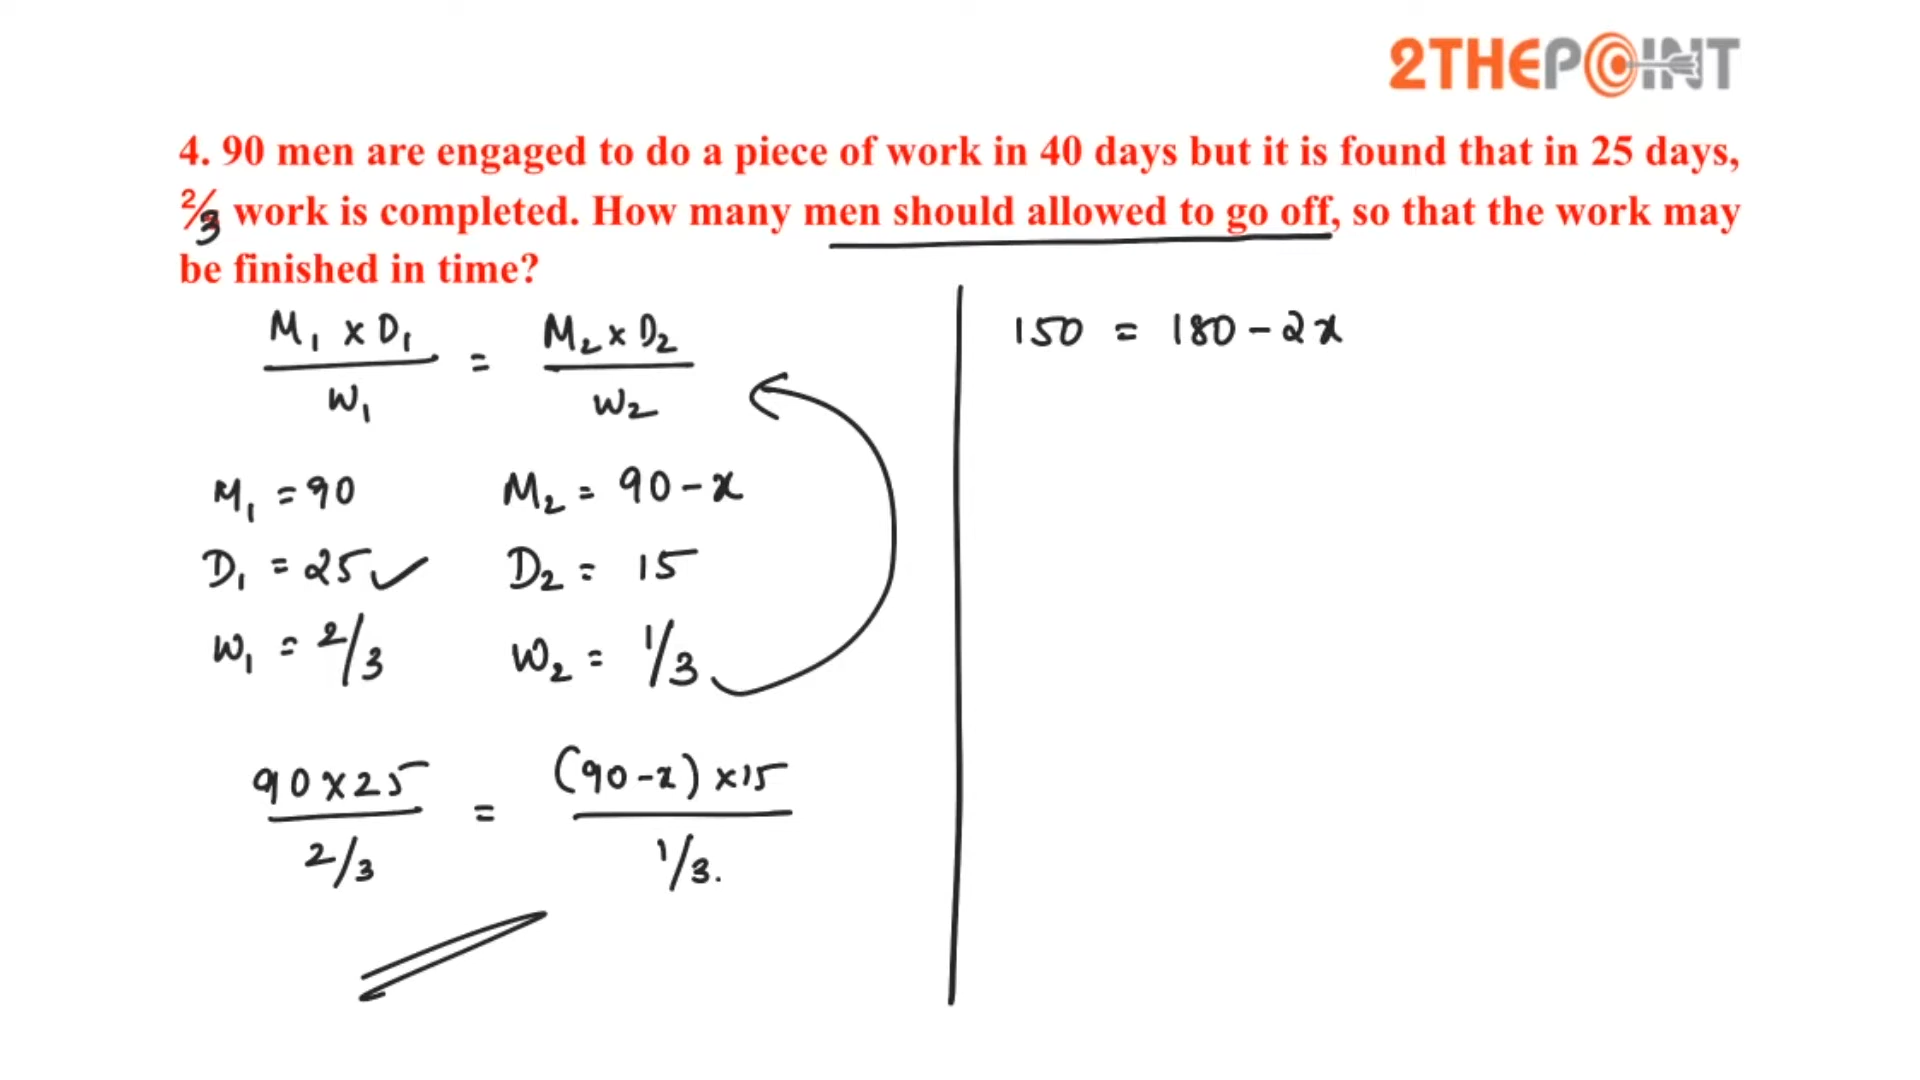 2THEPOINT
4. 90 men are engaged to do a piece of work in 40 days but it is found that in 25 days,
2/3 work is completed. How many men should allowed to go off, so that the work may
be finished in time?
M₁ x D₁ / W₁ = M₂ x D₂ / W₂
M₁ = 90 M₂ = 90 - x
D₁ = 25 ✓ D₂ = 15
W₁ = 2/3 W₂ = 1/3
90 x 25 / 2/3 = (90 - x) x 15 / 1/3.
150 = 180 - 2x